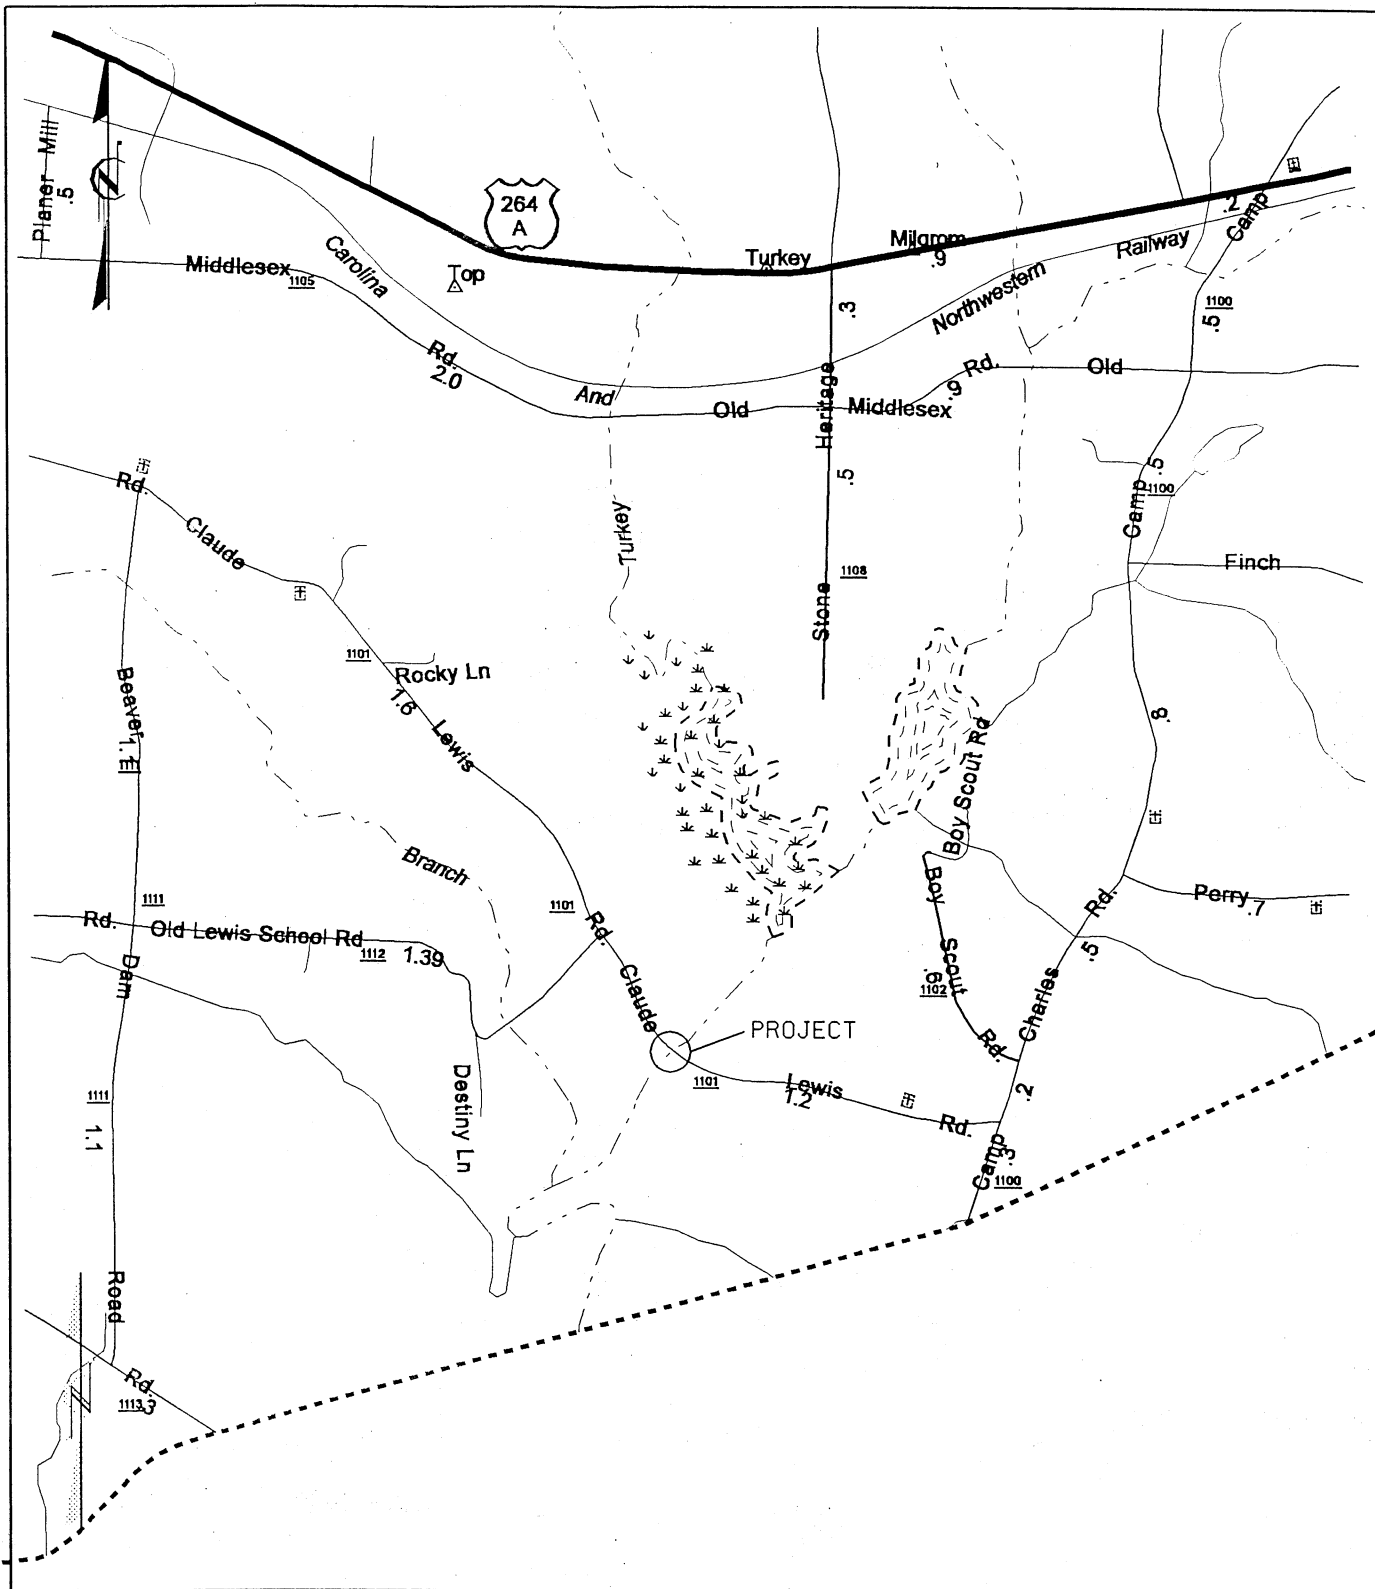 Planer Mill
.5
264
A
Middlesex
1105
Carolina
Top
Turkey
Milgrom
.9
.2
Camp
Railway
Northwestern
1100
.5
.3
Rd.
2.0
And
Old
Heritage
Middlesex
.9
Rd.
Old
Rd.
Claude
Turkey
.5
Stone
1108
.5
Camp
1100
Finch
1101
Rocky Ln
1.6
Lewis
Beaver
1.1
Branch
Boy Scout Rd
.8
1111
Rd.
Old Lewis School Rd
1112
1.39
1101
Rd.
Claude
Dam
Boy
Scout
.6
1102
Rd.
Charles
Rd.
.5
Perry
.7
PROJECT
1101
Lewis
1.2
Rd.
.2
Camp
.3
1100
1111
1.1
Destiny Ln
Road
Rd.
1113
.3